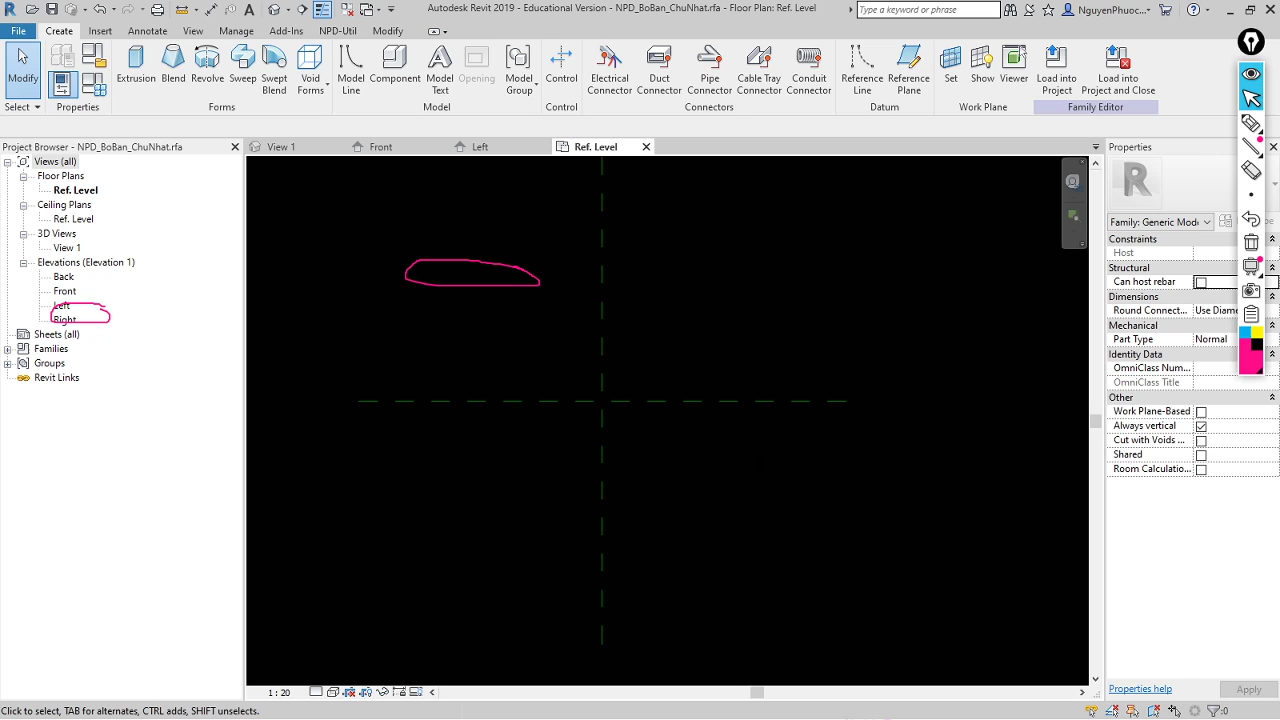 Autodesk Revit 2019 - Educational Version - NPD_BoBan_ChuNhat.rfa - Floor Plan: Ref. Level
Type a keyword or phrase
NguyenPhuoc...
File Create Insert Annotate View Manage Add-Ins NPD-Util Modify
Modify Extrusion Blend Revolve Sweep Swept Blend Void Forms Model Line Component Model Text Opening Model Group Control Electrical Connector Duct Connector Pipe Connector Cable Tray Connector Conduit Connector Reference Line Reference Plane Set Show Viewer Load into Project Load into Project and Close
Select Properties Forms Model Control Connectors Datum Work Plane Family Editor
Project Browser - NPD_BoBan_ChuNhat.rfa
View 1 Front Left Ref. Level
Properties
Views (all)
Floor Plans
Ref. Level
Ceiling Plans
Ref. Level
3D Views
View 1
Elevations (Elevation 1)
Back
Front
Left
Right
Sheets (all)
Families
Groups
Revit Links
R
Family: Generic Mode
Constraints
Host
Structural
Can host rebar
Dimensions
Round Connect... Use Diame
Mechanical
Part Type Normal
Identity Data
OmniClass Num...
OmniClass Title
Other
Work Plane-Based
Always vertical
Cut with Voids ...
Shared
Room Calculatio...
Properties help Apply
1 : 20
Click to select, TAB for alternates, CTRL adds, SHIFT unselects.
:0